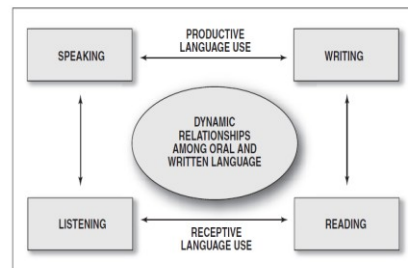 PRODUCTIVE
LANGUAGE USE
SPEAKING
WRITING
DYNAMIC
RELATIONSHIPS
AMONG ORAL AND
WRITTEN LANGUAGE
LISTENING
READING
RECEPTIVE
LANGUAGE USE